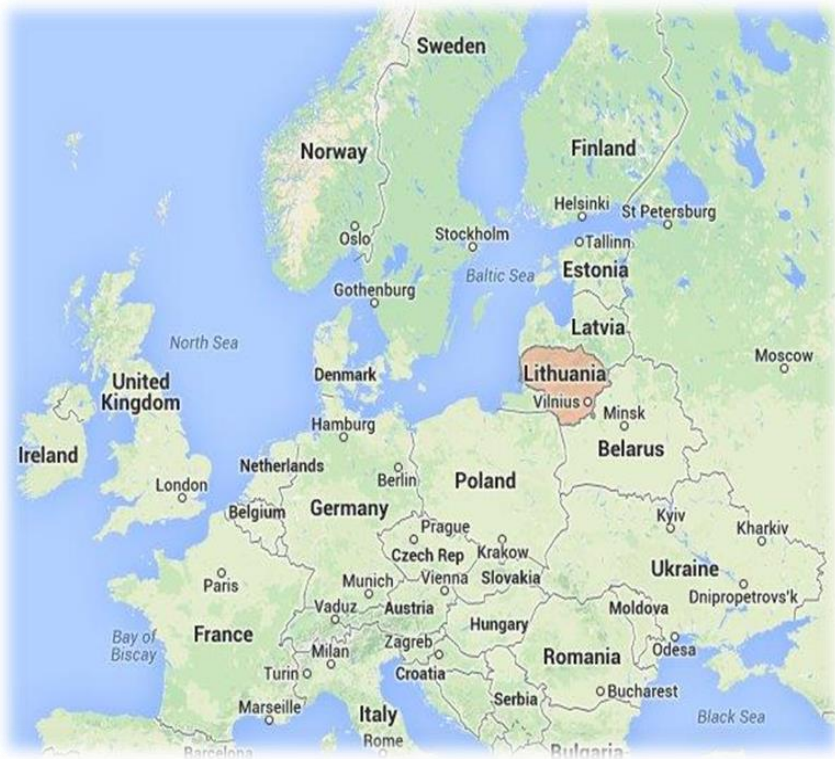 Sweden
Norway
Finland
Helsinki
St Petersburg
Oslo
Stockholm
Tallinn
Baltic Sea
Estonia
Gothenburg
Latvia
North Sea
Moscow
Denmark
Lithuania
United
Kingdom
Vilnius
Minsk
Hamburg
Belarus
Ireland
Netherlands
Berlin
Poland
London
Belgium
Germany
Kyiv
Prague
Kharkiv
Czech Rep
Krakow
Ukraine
Paris
Munich
Vienna
Slovakia
Dnipropetrovs'k
Vaduz
Austria
Moldova
Hungary
France
Bay of
Biscay
Zagreb
Odesa
Milan
Romania
Turin
Croatia
Serbia
Bucharest
Marseille
Italy
Black Sea
Rome
Barcelona
Bulgaria